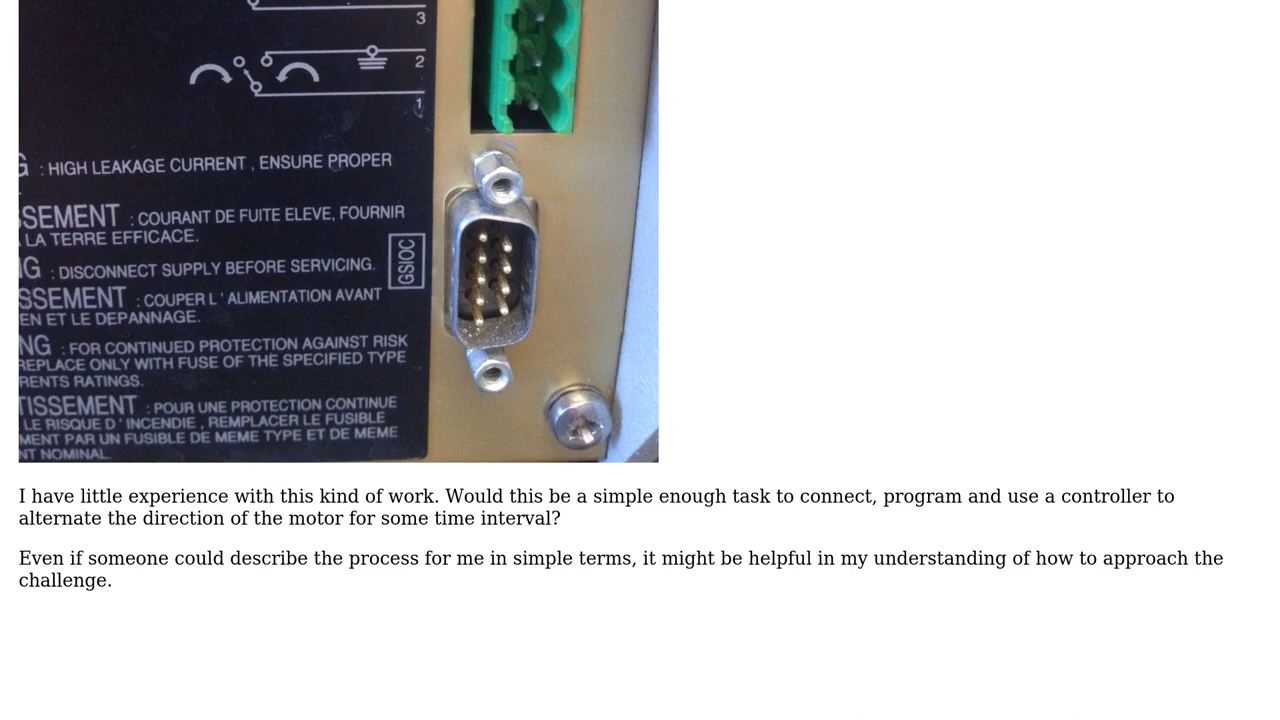 3
2
1
: HIGH LEAKAGE CURRENT , ENSURE PROPER
SSEMENT : COURANT DE FUITE ELEVE, FOURNIR
LA TERRE EFFICACE.
NG : DISCONNECT SUPPLY BEFORE SERVICING.
GSIOC
SSEMENT : COUPER L ' ALIMENTATION AVANT
EN ET LE DEPANNAGE.
NG : FOR CONTINUED PROTECTION AGAINST RISK
REPLACE ONLY WITH FUSE OF THE SPECIFIED TYPE
RENTS RATINGS.
TISSEMENT : POUR UNE PROTECTION CONTINUE
LE RISQUE D ' INCENDIE , REMPLACER LE FUSIBLE
MENT PAR UN FUSIBLE DE MEME TYPE ET DE MEME
NT NOMINAL.
I have little experience with this kind of work. Would this be a simple enough task to connect, program and use a controller to
alternate the direction of the motor for some time interval?
Even if someone could describe the process for me in simple terms, it might be helpful in my understanding of how to approach the
challenge.